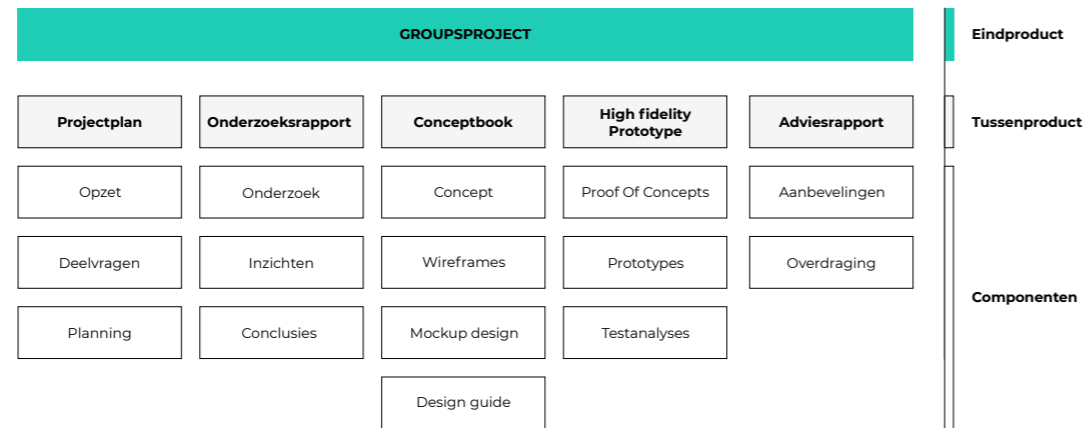 GROUPSPROJECT
Eindproduct
Projectplan
Onderzoeksrapport
Conceptbook
High fidelity
Prototype
Adviesrapport
Tussenproduct
Opzet
Onderzoek
Concept
Proof Of Concepts
Aanbevelingen
Deelvragen
Inzichten
Wireframes
Prototypes
Overdraging
Componenten
Planning
Conclusies
Mockup design
Testanalyses
Design guide